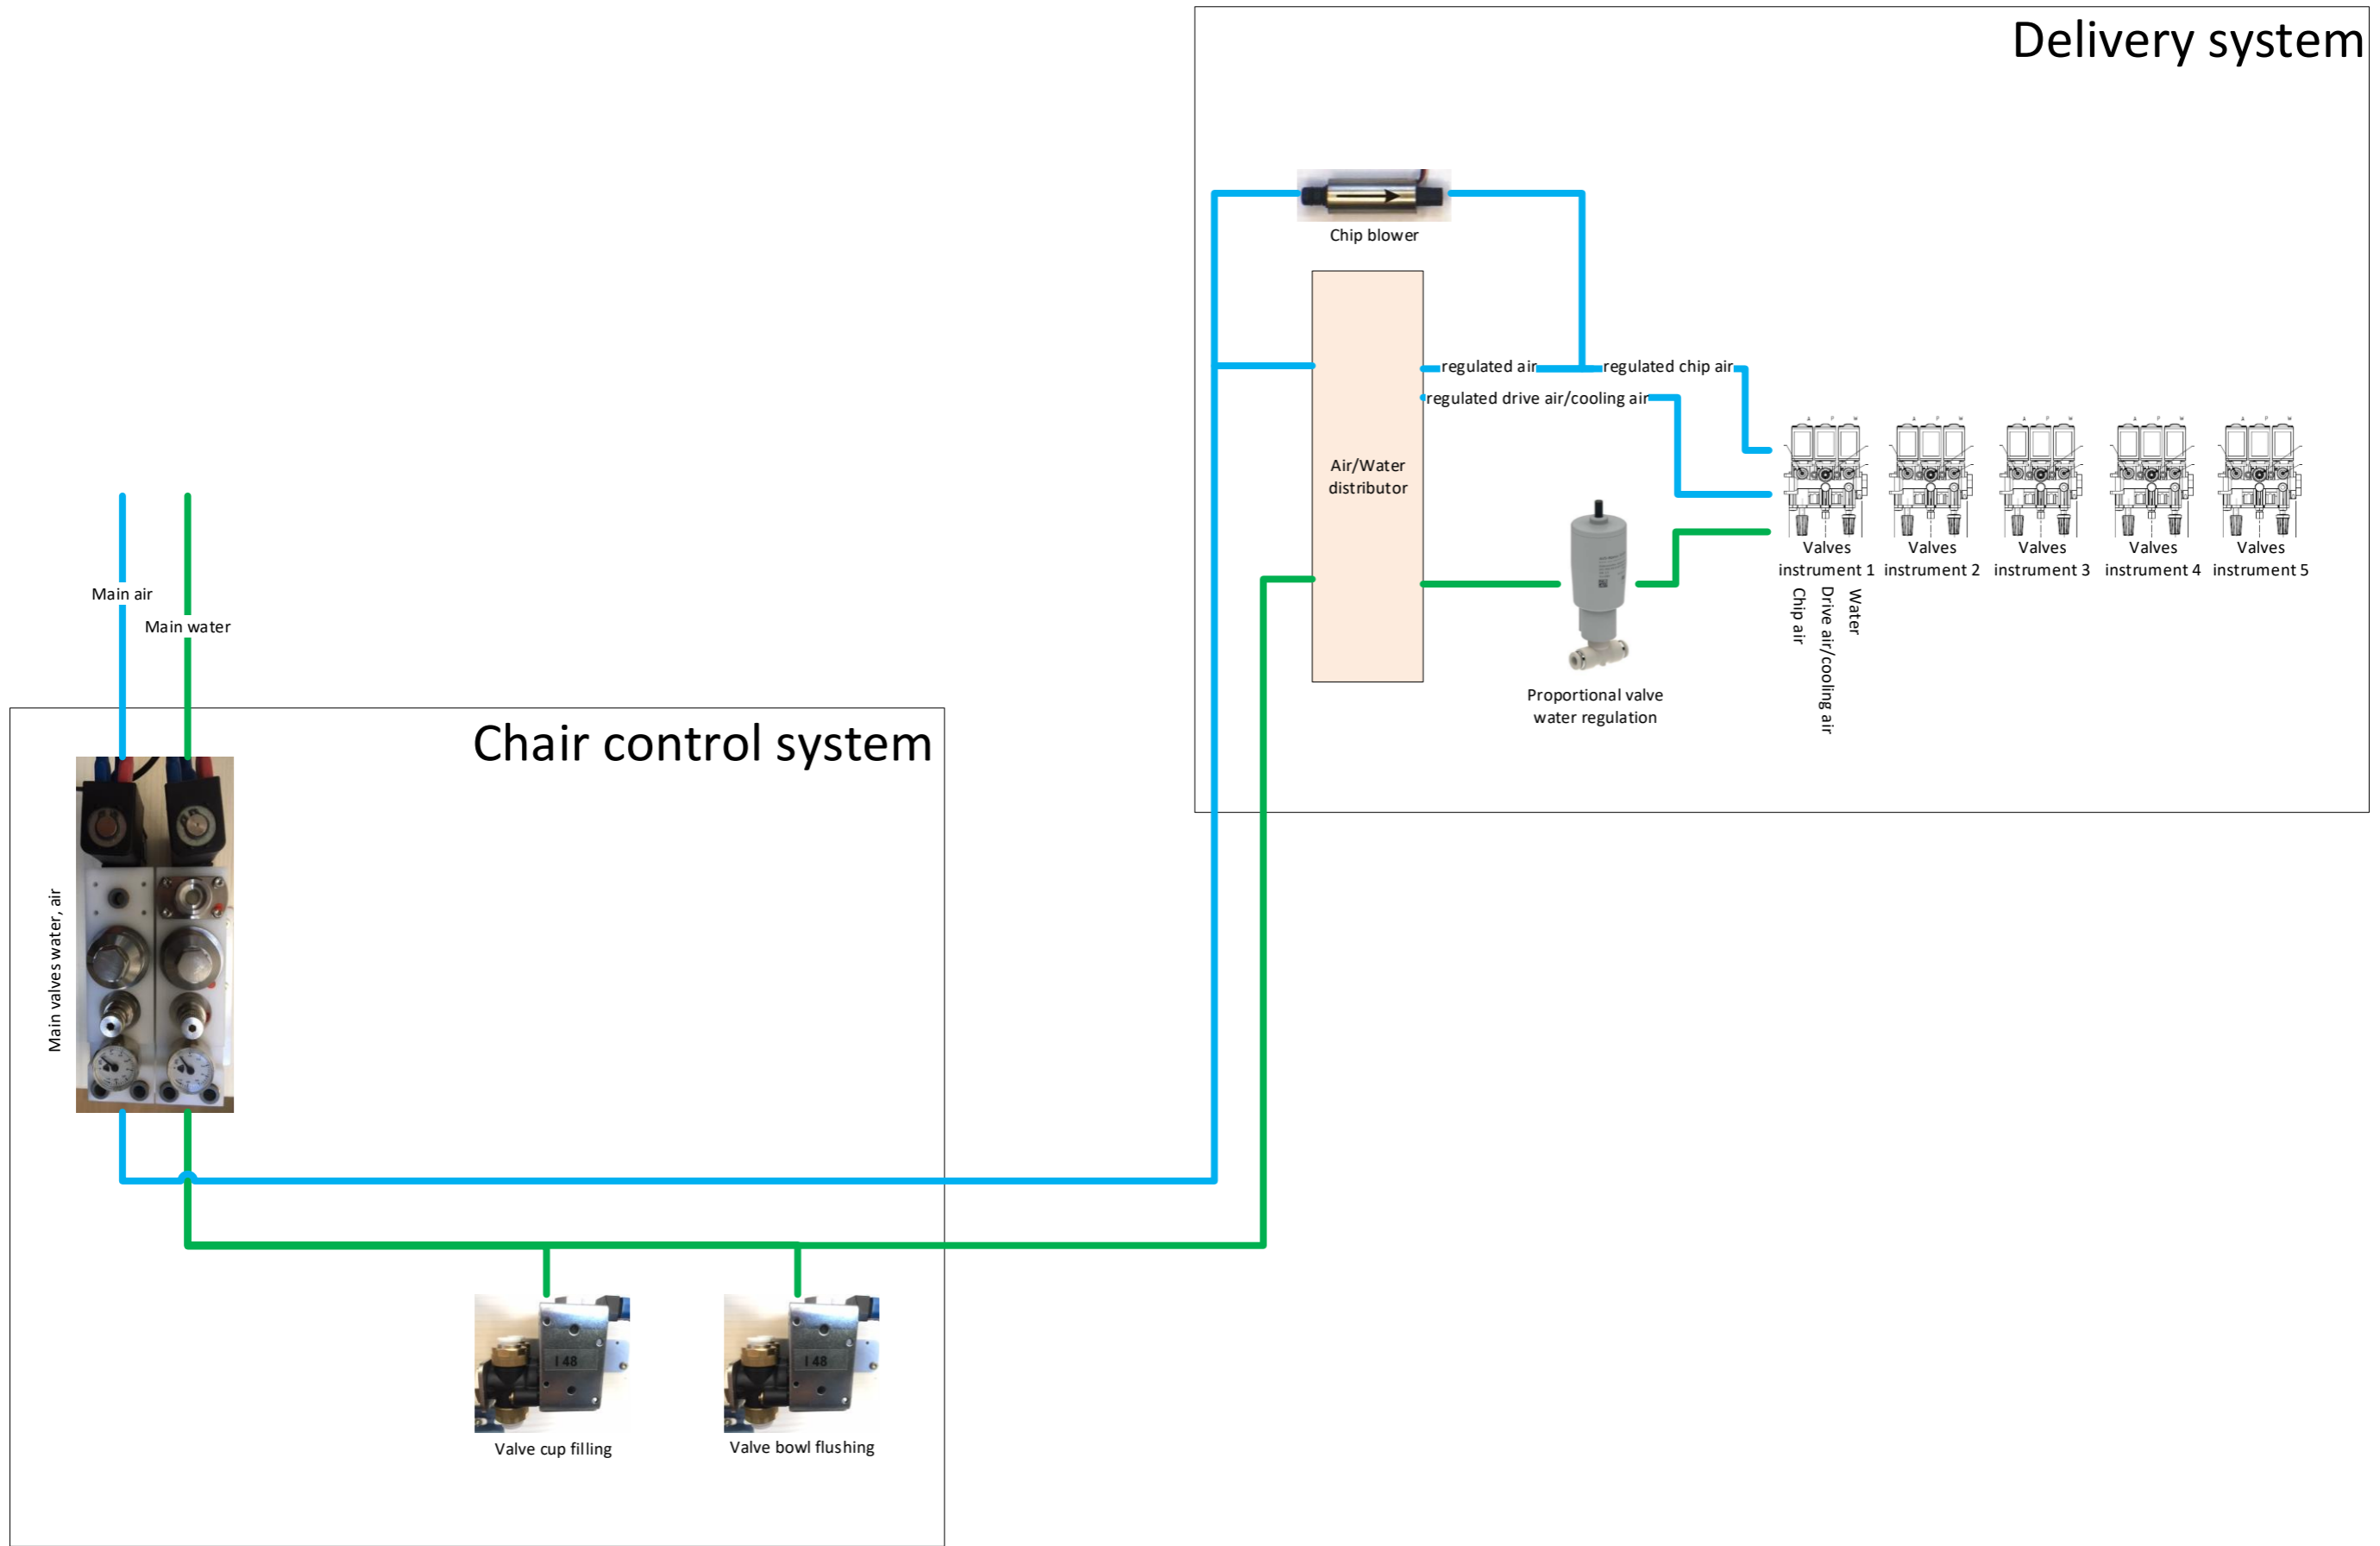 Delivery system
Chip blower
regulated air
regulated chip air
regulated drive air/cooling air
Air/Water
distributor
A P W
A P W
A P W
A P W
A P W
Valves
instrument 1
Valves
instrument 2
Valves
instrument 3
Valves
instrument 4
Valves
instrument 5
Chip air
Drive air/cooling air
Water
Proportional valve
water regulation
Main air
Main water
Chair control system
Main valves water, air
I 48
I 48
Valve cup filling
Valve bowl flushing